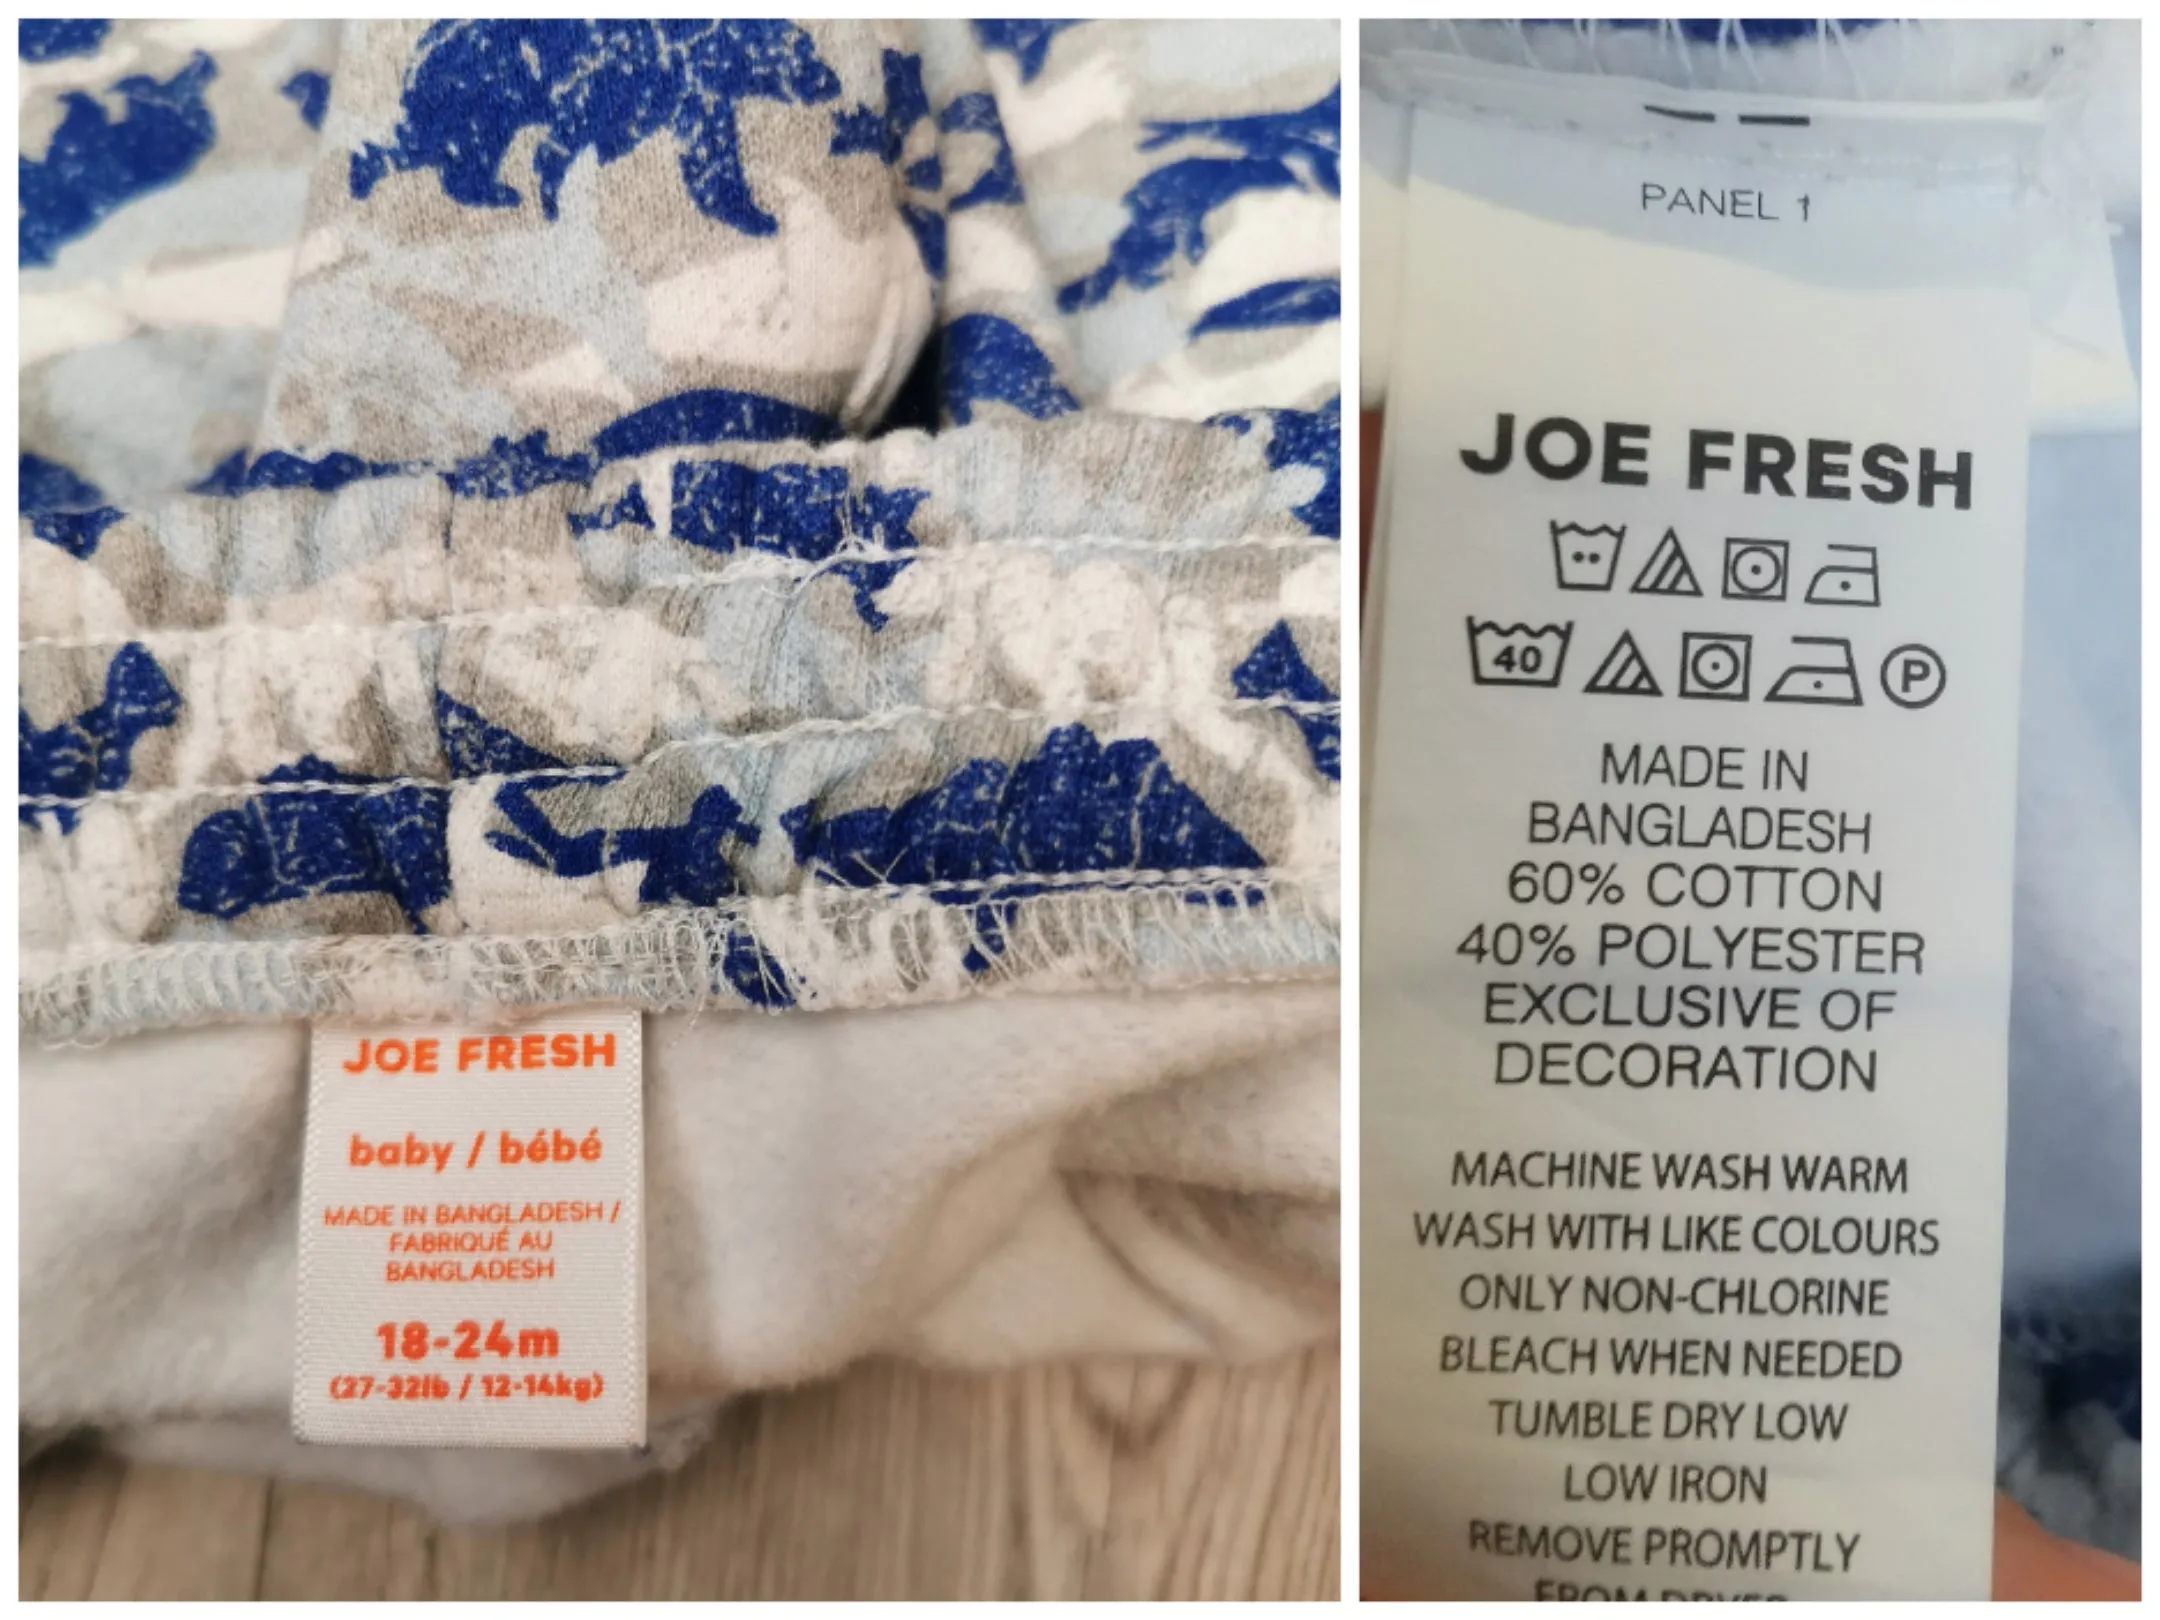 JOE FRESH
baby / bébé
MADE IN BANGLADESH /
FABRIQUÉ AU
BANGLADESH
18-24m
(27-32lb / 12-14kg)
PANEL 1
JOE FRESH
40
P
MADE IN
BANGLADESH
60% COTTON
40% POLYESTER
EXCLUSIVE OF
DECORATION
MACHINE WASH WARM
WASH WITH LIKE COLOURS
ONLY NON-CHLORINE
BLEACH WHEN NEEDED
TUMBLE DRY LOW
LOW IRON
REMOVE PROMPTLY
FROM DRYER